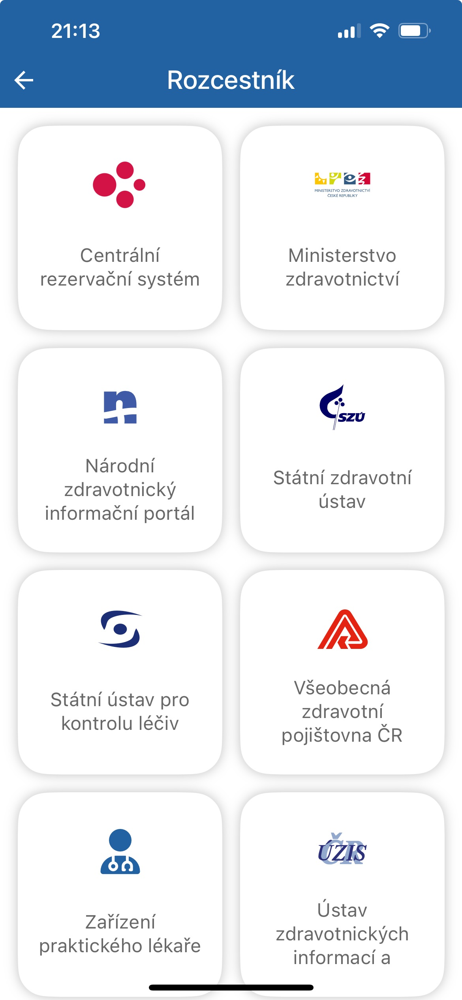 21:13
Rozcestník
Centrální
rezervační systém
MINISTERSTVO ZDRAVOTNICTVÍ
ČESKÉ REPUBLIKY
Ministerstvo
zdravotnictví
n
Národní
zdravotnický
informační portál
SZÚ
Státní zdravotní
ústav
Státní ústav pro
kontrolu léčiv
Všeobecná
zdravotní
pojišťovna ČR
Zařízení
praktického lékaře
ČR
ÚZIS
Ústav
zdravotnických
informací a